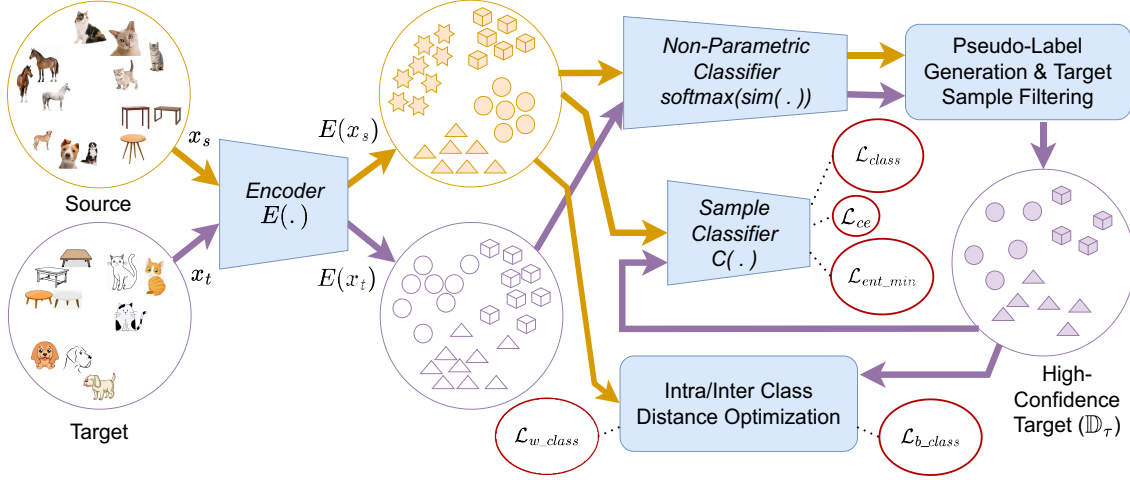 Source
x_s
Target
x_t
Encoder
E(.)
E(x_s)
E(x_t)
Non-Parametric
Classifier
softmax(sim( . ))
Pseudo-Label
Generation & Target
Sample Filtering
Sample
Classifier
C( . )
ℒ_class
ℒ_ce
ℒ_ent_min
Intra/Inter Class
Distance Optimization
ℒ_w_class
ℒ_b_class
High-
Confidence
Target (𝔻_τ)